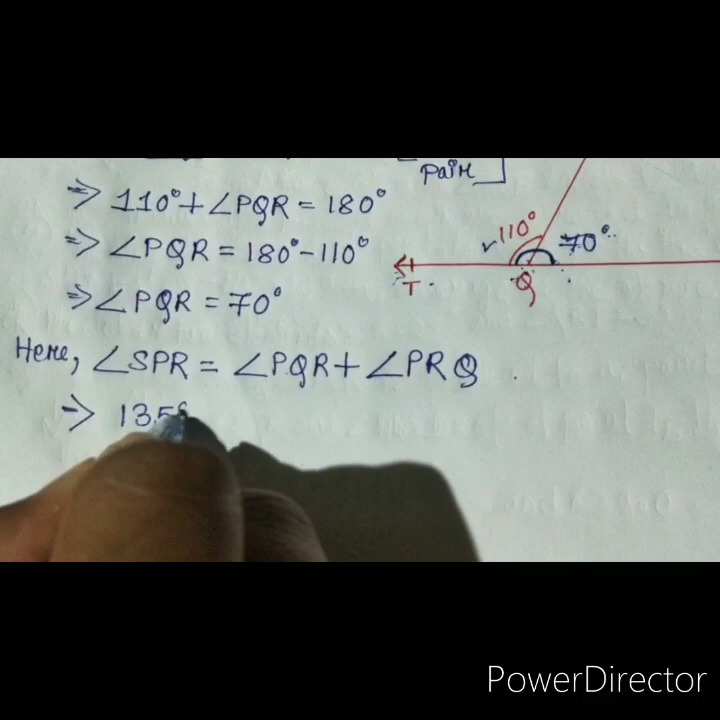 Pair
⇒ 110° + ∠PQR = 180°
⇒ ∠PQR = 180° - 110°
⇒ ∠PQR = 70°
110° 70°
T Q
Here, ∠SPR = ∠PQR + ∠PRQ
⇒ 135°
PowerDirector